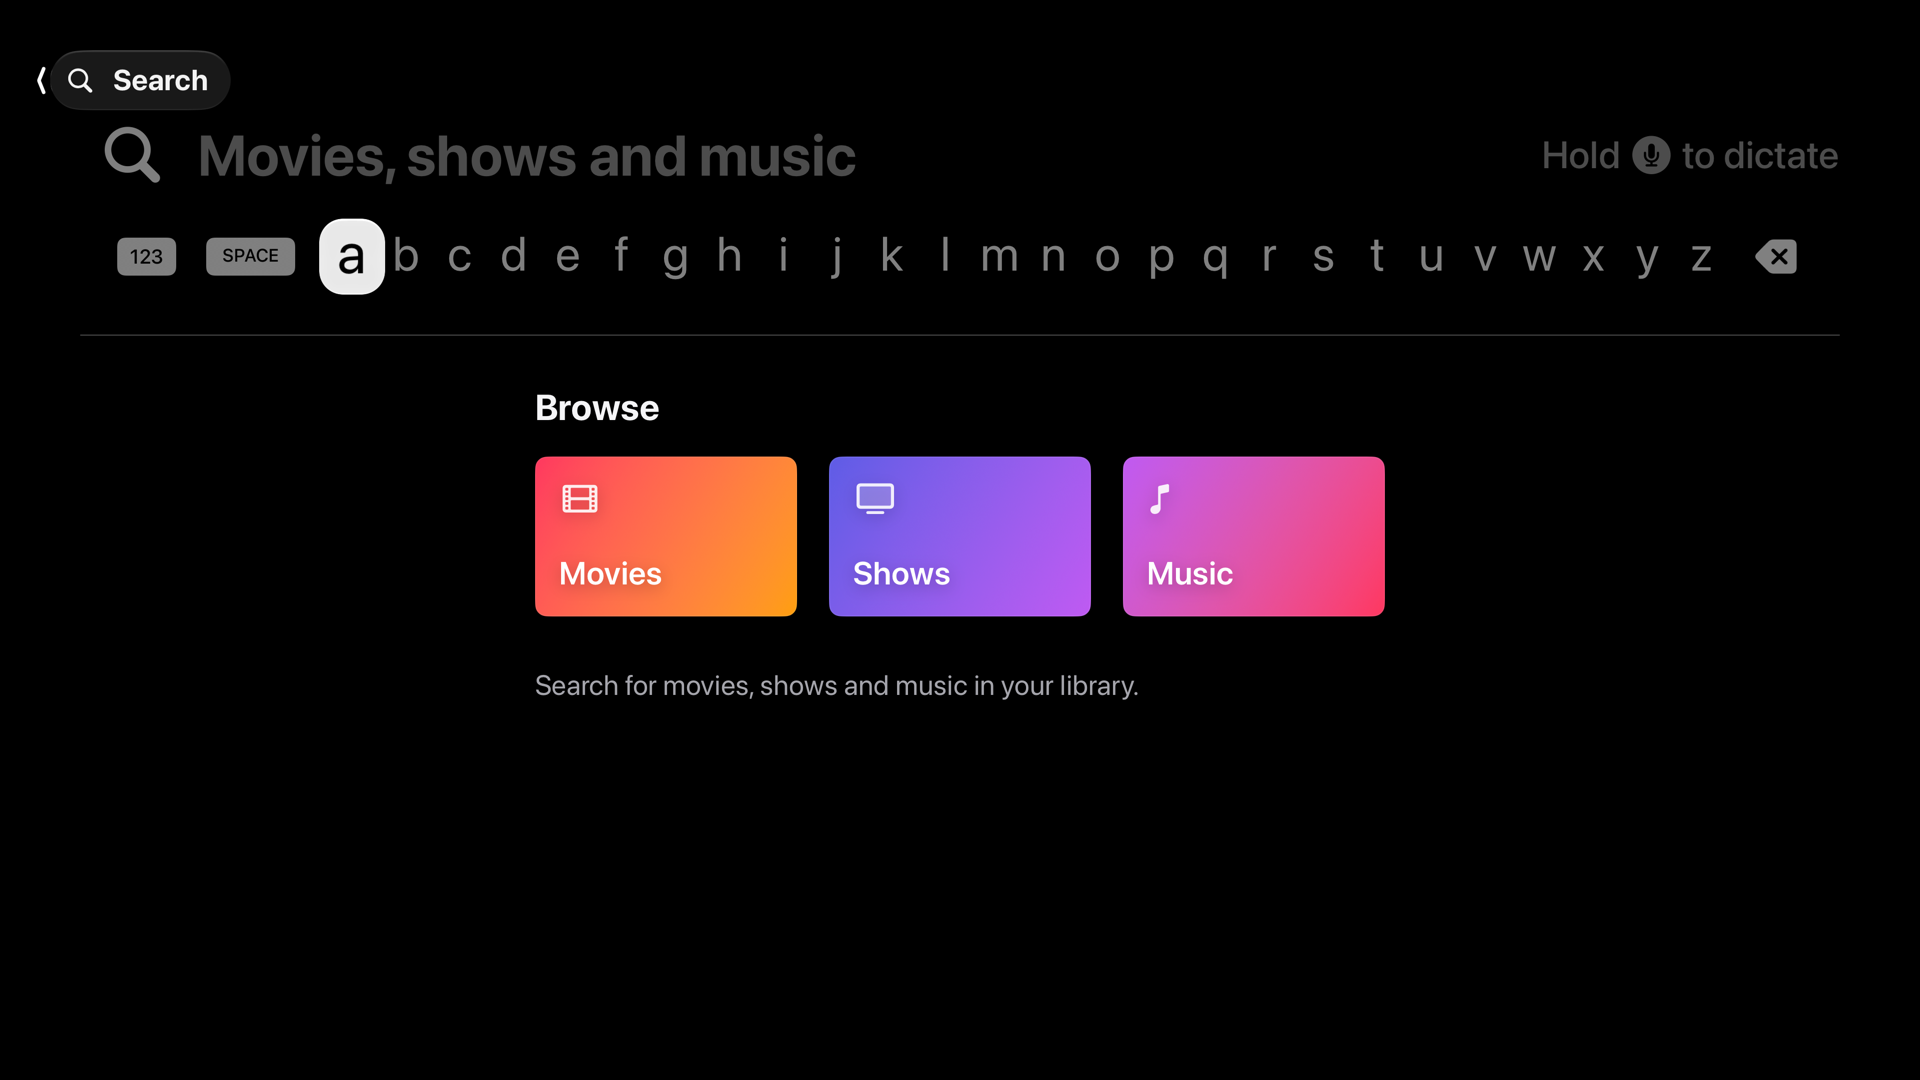 Search
Movies, shows and music
Hold to dictate
123 SPACE a b c d e f g h i j k l m n o p q r s t u v w x y z
Browse
Movies
Shows
Music
Search for movies, shows and music in your library.